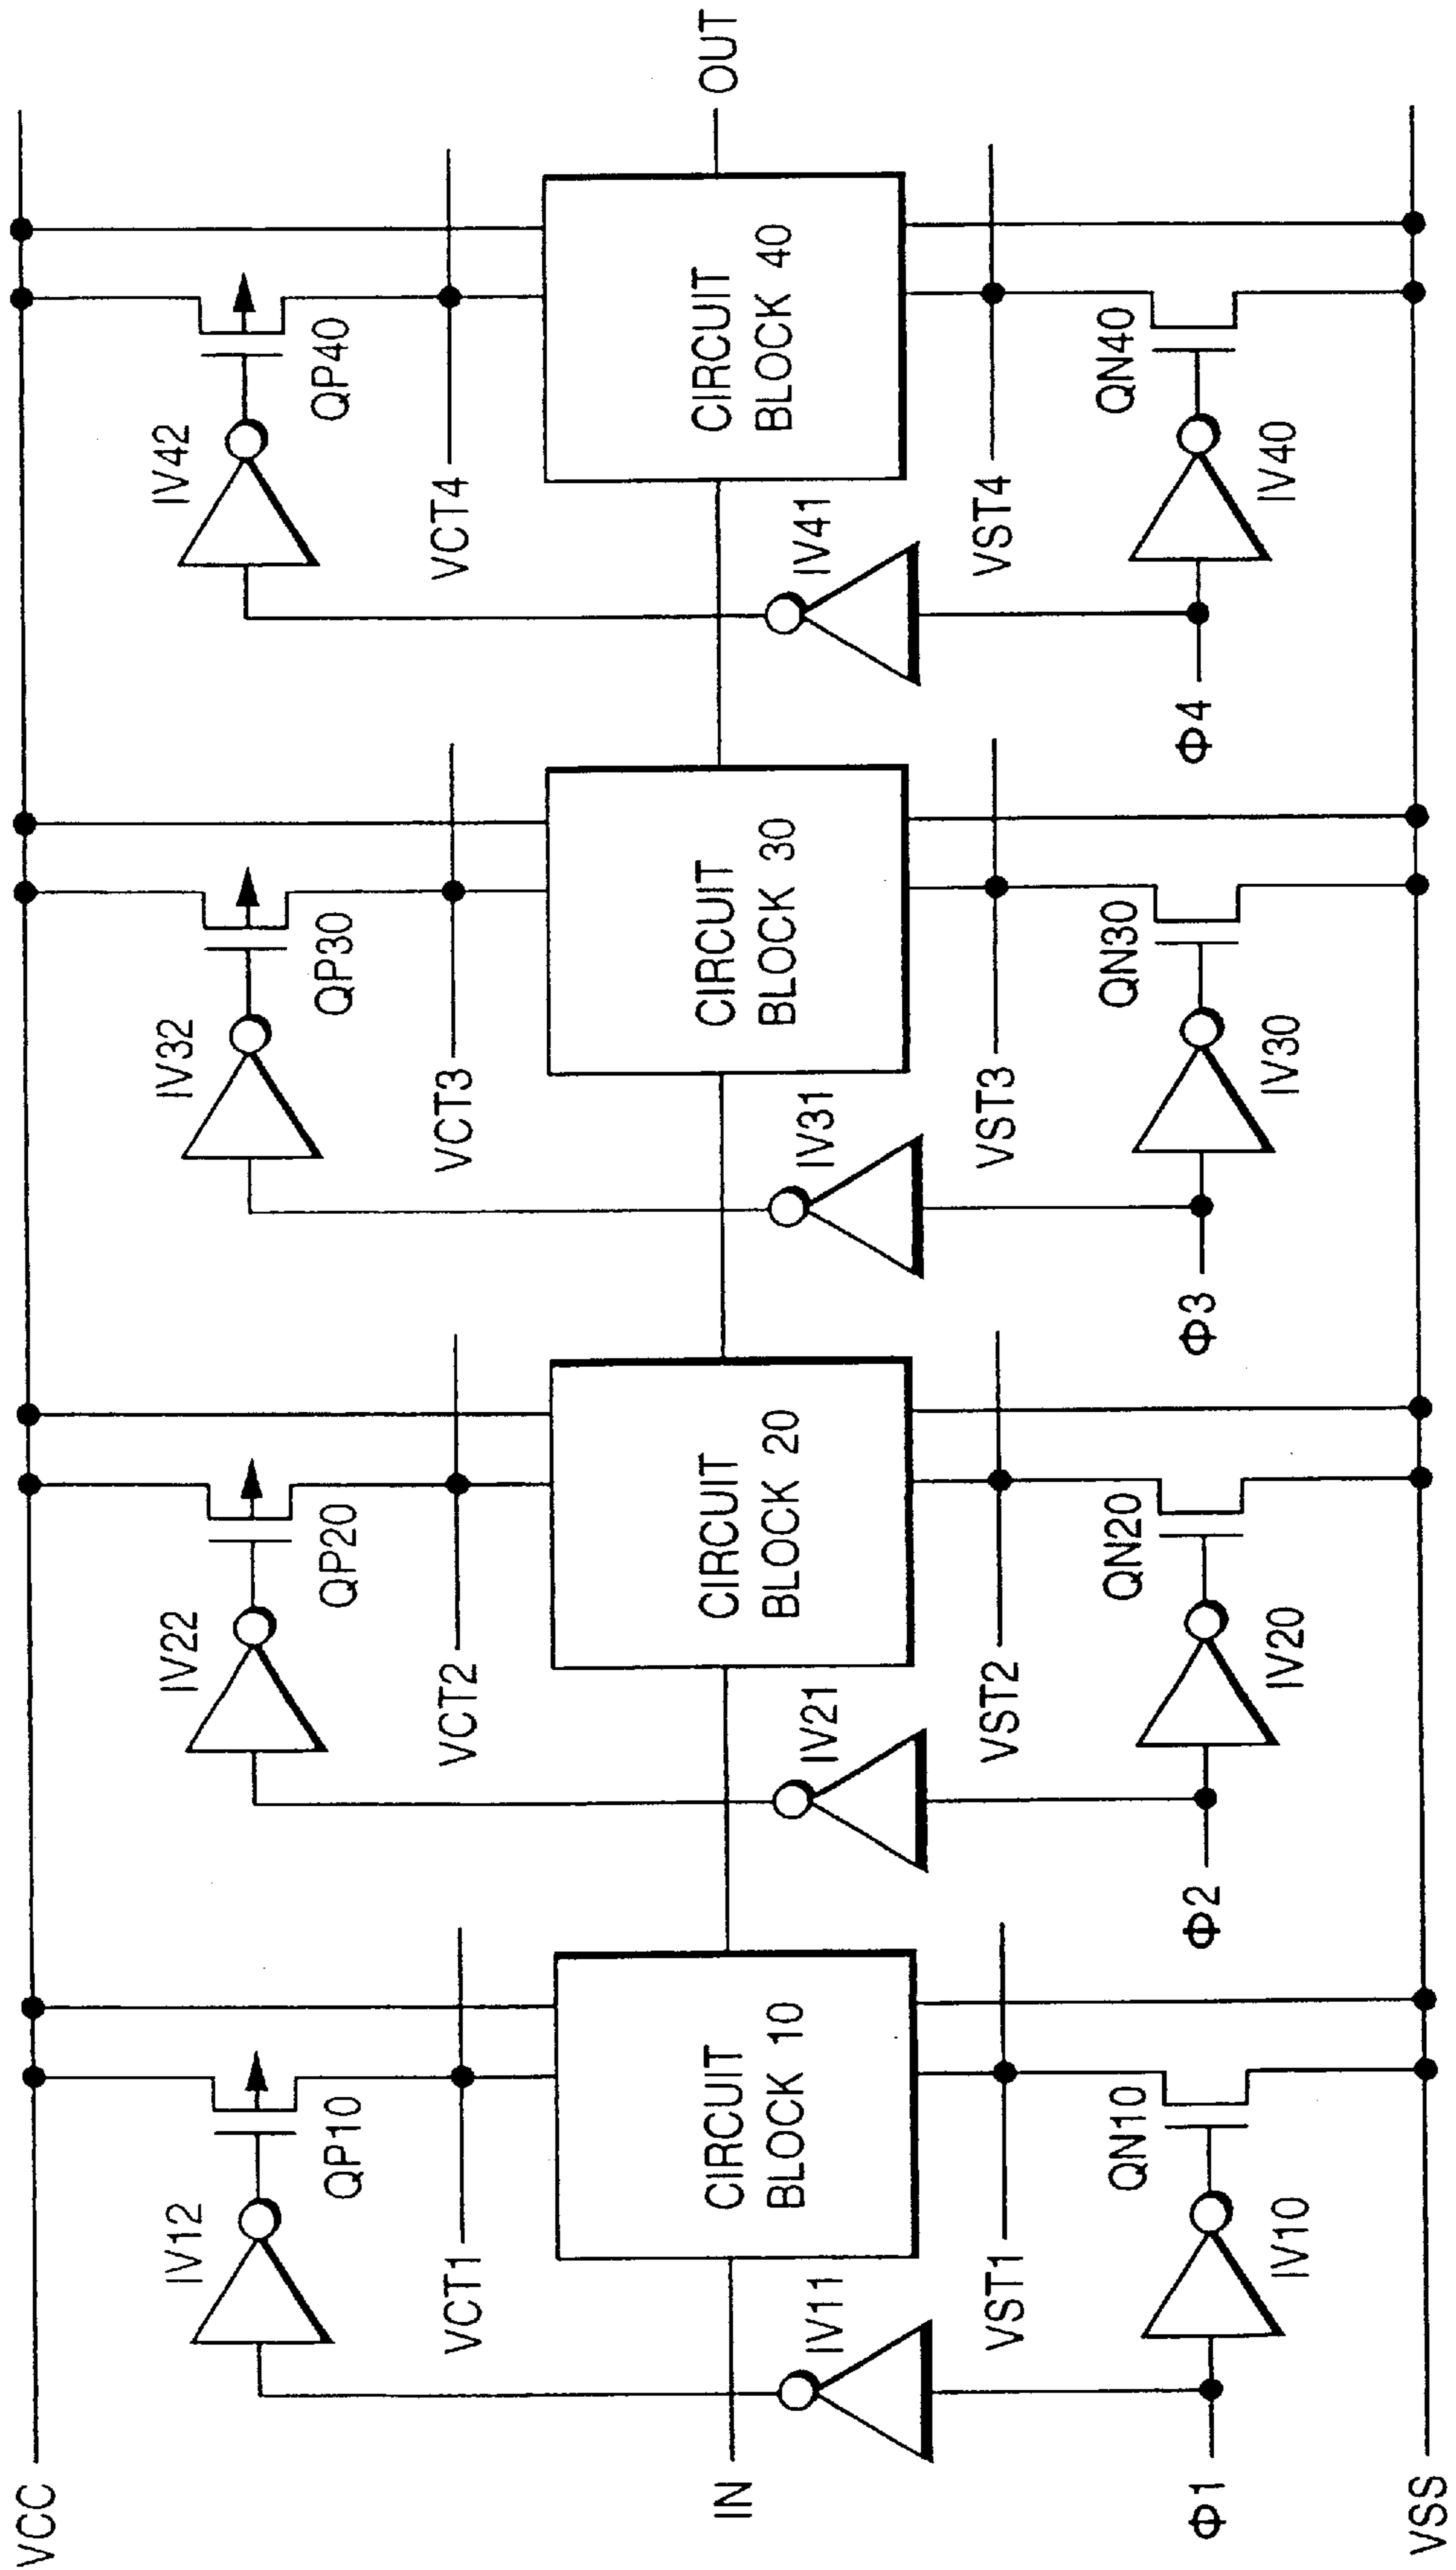 VCC
IV12
QP10
IV22
QP20
IV32
QP30
IV42
QP40
VCT1
VCT2
VCT3
VCT4
IN
CIRCUIT
BLOCK 10
CIRCUIT
BLOCK 20
CIRCUIT
BLOCK 30
CIRCUIT
BLOCK 40
OUT
IV11
IV21
IV31
IV41
VST1
VST2
VST3
VST4
QN10
QN20
QN30
QN40
Φ1
IV10
Φ2
IV20
Φ3
IV30
Φ4
IV40
VSS